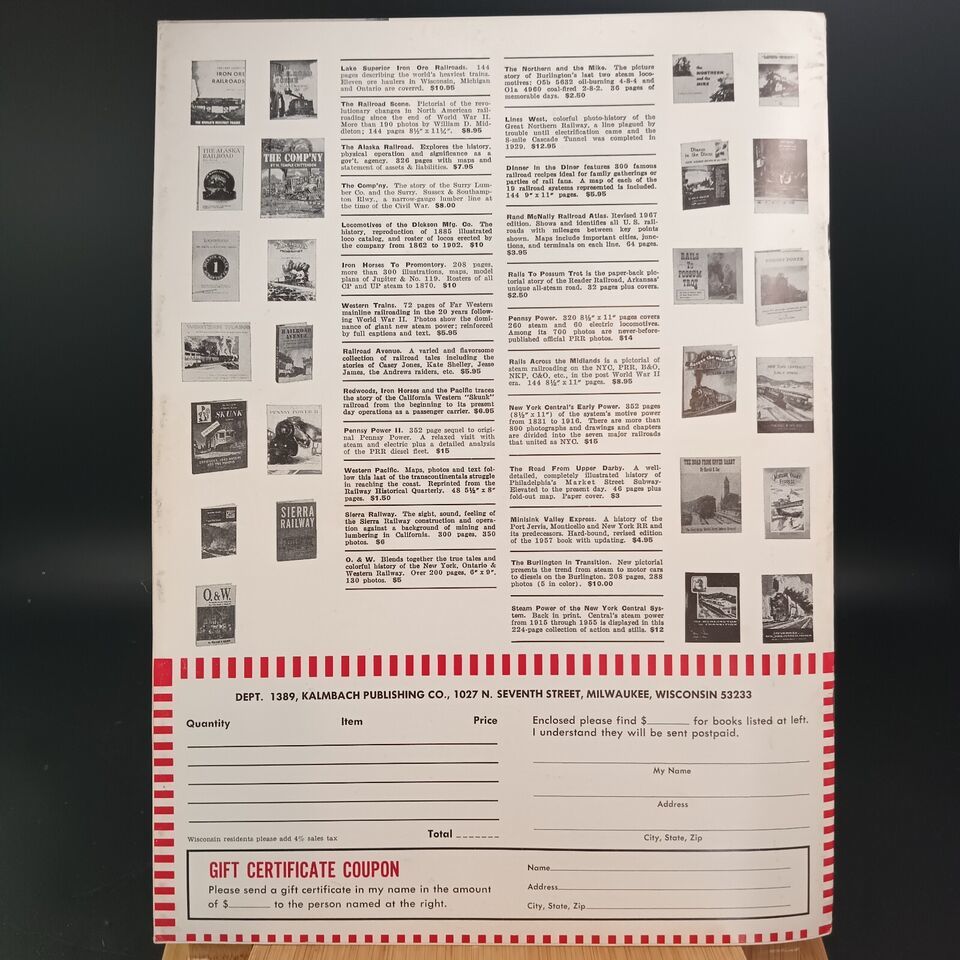 Lake Superior Iron Ore Railroads. 144
pages describing the world's heaviest trains.
Eleven ore haulers in Wisconsin, Michigan
and Ontario are covered. $10.95
The Railroad Scene. Pictorial of the revo-
lutionary changes in North American rail-
roading since the end of World War II.
More than 190 photos by William D. Mid-
dleton; 144 pages 8½" x 11¼". $8.95
The Alaska Railroad. Explores the history,
physical operation and significance as a
gov't. agency. 326 pages with maps and
statement of assets & liabilities. $7.95
The Comp'ny. The story of the Surry Lum-
ber Co. and the Surry. Sussex & Southamp-
ton Rlwy., a narrow-gauge lumber line at
the time of the Civil War. $8.00
Locomotives of the Dickson Mfg. Co. The
history, reproduction of 1885 illustrated
loco catalog, and roster of locos erected by
the company from 1862 to 1902. $10
Iron Horses To Promontory. 208 pages,
more than 300 illustrations, maps, model
plans of Jupiter & No. 119. Rosters of all
CP and UP steam to 1870. $10
Western Trains. 72 pages of Far Western
mainline railroading in the 20 years follow-
ing World War II. Photos show the domi-
nance of giant new steam power; reinforced
by full captions and text. $5.95
Railroad Avenue. A varied and flavorsome
collection of railroad tales including the
stories of Casey Jones, Kate Shelley, Jesse
James, the Andrews raiders, etc. $5.95
Redwoods, Iron Horses and the Pacific traces
the story of the California Western "Skunk"
railroad from the beginning to its present
day operations as a passenger carrier. $6.95
Penny Power II. 352 page sequel to orig-
inal Pennsy Power. A relaxed visit with
steam and electric plus a detailed analysis
of the PRR diesel fleet. $15
Western Pacific. Maps, photos and text fol-
low this last of the transcontinentals struggle
in reaching the coast. Reprinted from the
Railway Historical Quarterly. 48 5½" x 8"
pages. $1.50
Sierra Railway. The sight, sound, feeling of
the Sierra Railway construction and opera-
tion against a background of mining and
lumbering in California. 300 pages, 350
photos. $6
O. & W. Blends together the true tales and
colorful history of the New York, Ontario &
Western Railway. Over 200 pages, 6" x 9",
130 photos. $5
The Northern and the Mike. The picture
story of Burlington's last two steam loco-
motives: O5b 5632 oil-burning 4-8-4 and
O1a 4960 coal-fired 2-8-2. 36 pages of
memorable days. $2.50
Lines West, colorful photo-history of the
Great Northern Railway, a line plagued by
trouble until electrification came and the
8-mile Cascade Tunnel was completed in
1929. $12.95
Dinner in the Diner features 300 famous
railroad recipes ideal for family gatherings
or parties of rail fans. A map of each of the
19 railroad systems represented is included.
144 9" x 11" pages. $5.95
Rand McNally Railroad Atlas. Revised 1967
edition. Shows and identifies all U.S. rail-
roads with mileages between key points
shown. Maps include important cities, junc-
tions, and terminals on each line. 64 pages.
$3.95
Rails To Possum Trot is the paper-back pic-
torial story of the Reader Railroad, Arkansas'
unique all-steam road. 32 pages plus covers.
$2.50
Pennsy Power. 320 8½" x 11" pages covers
260 steam and 60 electric locomotives.
Among its 700 photos are never-before-
published official PRR photos. $14
Rails Across the Midlands is a pictorial of
steam railroading on the NYC, PRR, B&O,
NKP, C&O, etc., in the post World War II
era. 144 8½" x 11" pages. $8.95
New York Central's Early Power. 352 pages
(8½" x 11") of the system's motive power
from 1831 to 1916. There are more than
800 photographs and drawings and chapters
are divided into the seven major railroads
that united as NYC. $15
The Road From Upper Darby. A well-
detailed, completely illustrated history of
Philadelphia's Market Street Subway-
Elevated to the present day. 46 pages plus
fold-out map. Paper cover. $3
Minisink Valley Express. A history of the
Port Jervis, Monticello and New York RR and
its predecessors. Hard-bound, revised edition
of the 1957 book with updating. $4.95
The Burlington in Transition. New pictorial
presents the trend from steam to motor cars
to diesels on the Burlington. 208 pages, 288
photos (5 in color). $10.00
Steam Power of the New York Central Sys-
tem. Back in print. Central's steam power
from 1915 through 1955 is displayed in this
224-page collection of action and stills. $12
IRON ORE
RAILROADS
THE ALASKA
RAILROAD
THE COMP'NY
1
WESTERN TRAINS
RAILROAD
AVENUE
SKUNK
PENNSY POWER II
SIERRA
RAILWAY
O.&W.
NORTHERN
and the
MIKE
Dinner
in the Diner
RAILS
TO
POSSUM
TROT
PENNSY POWER
THE ROAD FROM UPPER DARBY
DEPT. 1389, KALMBACH PUBLISHING CO., 1027 N. SEVENTH STREET, MILWAUKEE, WISCONSIN 53233
Quantity Item Price
Wisconsin residents please add 4% sales tax
Total
Enclosed please find $ for books listed at left.
I understand they will be sent postpaid.
My Name
Address
City, State, Zip
GIFT CERTIFICATE COUPON
Please send a gift certificate in my name in the amount
of $ to the person named at the right.
Name
Address
City, State, Zip